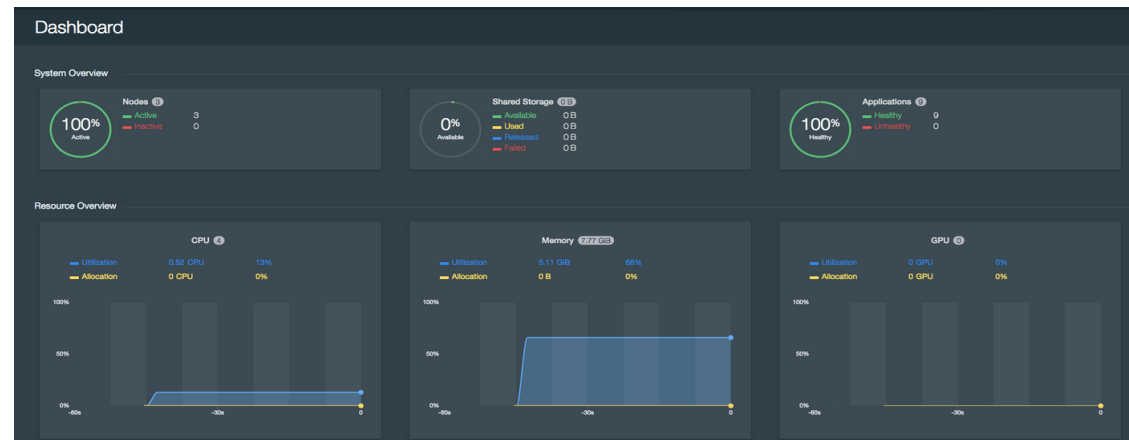 Dashboard
System Overview
100%
Active
Nodes 3
Active 3
Inactive 0
0%
Available
Shared Storage 0 B
Available 0 B
Used 0 B
Released 0 B
Failed 0 B
100%
Healthy
Applications 9
Healthy 9
Unhealthy 0
Resource Overview
CPU 4
Utilization 0.52 CPU 13%
Allocation 0 CPU 0%
100%
50%
0%
-60s -30s 0
Memory 7.77 GiB
Utilization 5.11 GiB 66%
Allocation 0 B 0%
100%
50%
0%
-60s -30s 0
GPU 0
Utilization 0 GPU 0%
Allocation 0 GPU 0%
100%
50%
0%
-60s -30s 0